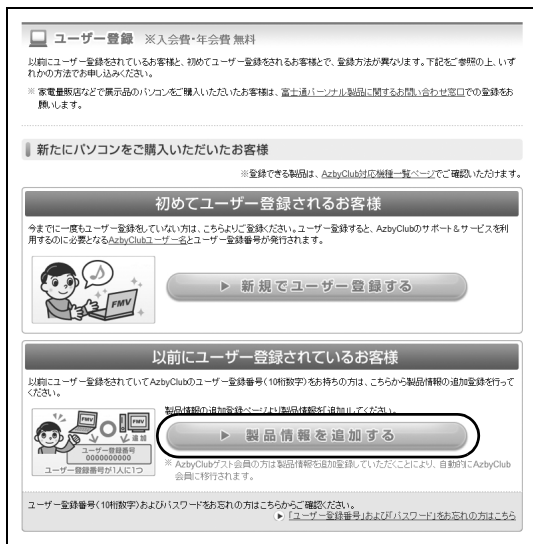 ユーザー登録 ※入会費・年会費 無料
以前にユーザー登録をされているお客様と、初めてユーザー登録をされるお客様とで、登録方法が異なります。下記をご参照の上、いず
れかの方法でお申し込みください。
※ 家電量販店などで展示品のパソコンをご購入いただいたお客様は、富士通パーソナル製品に関するお問い合わせ窓口での登録をお
願いします。
新たにパソコンをご購入いただいたお客様
※登録できる製品は、AzbyClub対応機種一覧ページでご確認いただけます。
初めてユーザー登録されるお客様
今までに一度もユーザー登録をしていない方は、こちらよりご登録ください。ユーザー登録すると、AzbyClubのサポート＆サービスを利
用するのに必要となるAzbyClubユーザー名とユーザー登録番号が発行されます。
FMV
新規でユーザー登録する
以前にユーザー登録されているお客様
以前にユーザー登録をされていてAzbyClubのユーザー登録番号(10桁数字)をお持ちの方は、こちらから製品情報の追加登録を行って
ください。
製品情報の追加登録ページより「製品情報を追加」してください。
FMV FMV
追加
ユーザー登録番号
0000000000
ユーザー登録番号が1人に1つ
製品情報を追加する
※ AzbyClubゲスト会員の方は製品情報を追加登録していただくことにより、自動的にAzbyClub
会員に移行されます。
ユーザー登録番号(10桁数字)およびパスワードをお忘れの方はこちらからご確認ください。
「ユーザー登録番号」および「パスワード」をお忘れの方はこちら